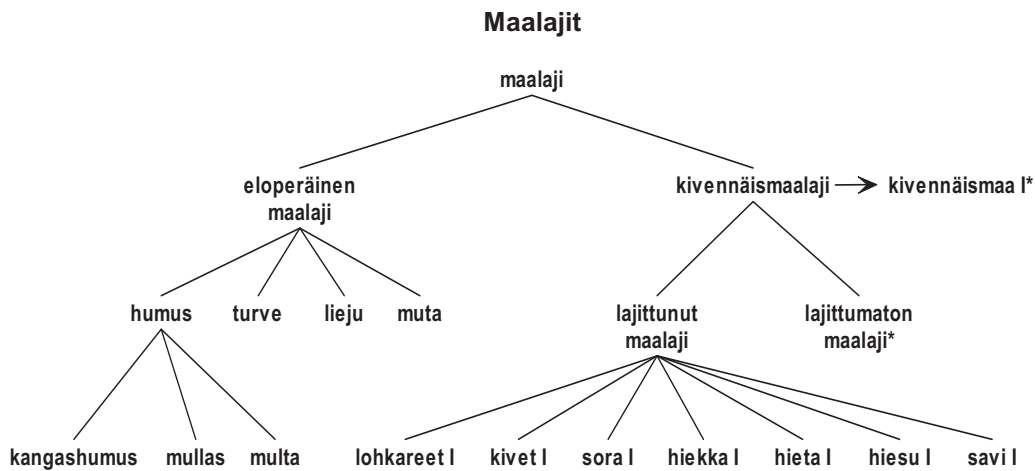 Maalajit
maalaji
eloperäinen
maalaji
kivennäismaalaji
kivennäismaa I*
humus
turve
lieju
muta
lajittunut
maalaji
lajittumaton
maalaji*
kangashumus
mullas
multa
lohkareet I
kivet I
sora I
hiekka I
hieta I
hiesu I
savi I